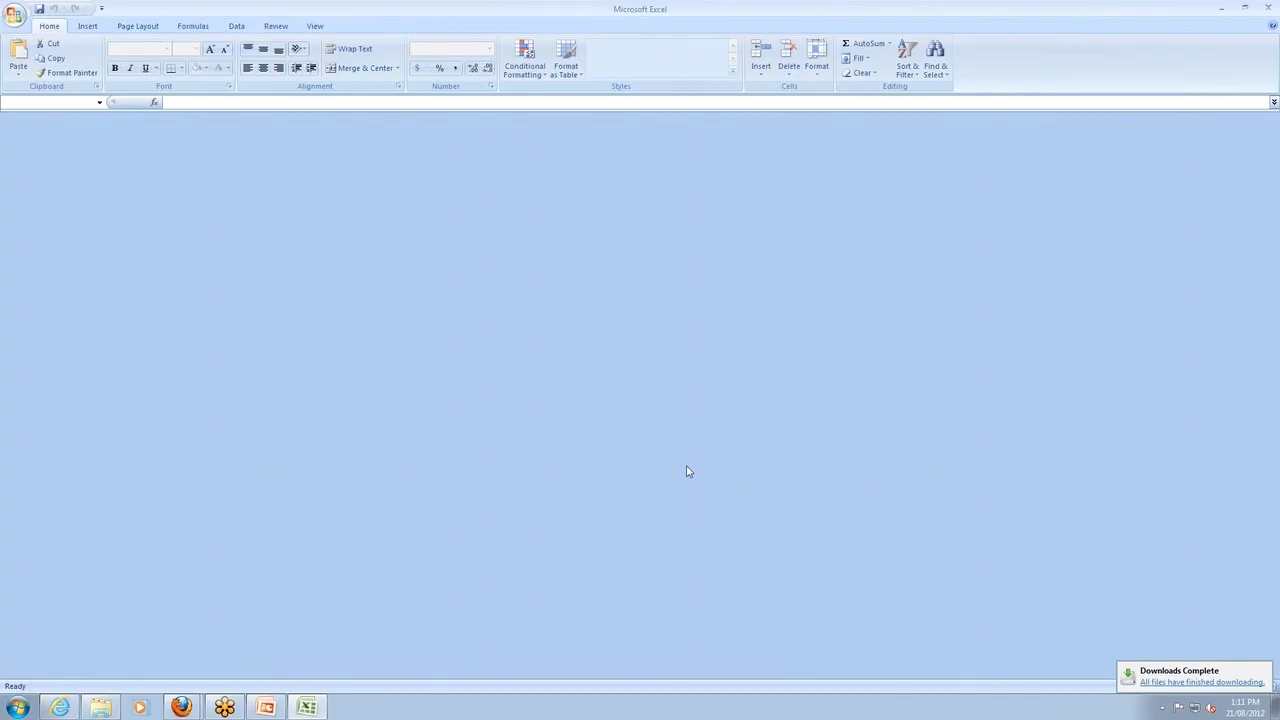 Microsoft Excel
Home Insert Page Layout Formulas Data Review View
Paste
Cut
Copy
Format Painter
Clipboard
B I U
Font
Wrap Text
Merge & Center
Alignment
$ % ,
Number
Conditional Formatting
Format as Table
Styles
Insert
Delete
Format
Cells
Σ AutoSum
Fill
Clear
Sort & Filter
Find & Select
Editing
fx
Downloads Complete
All files have finished downloading.
Ready
1:11 PM
21/08/2012